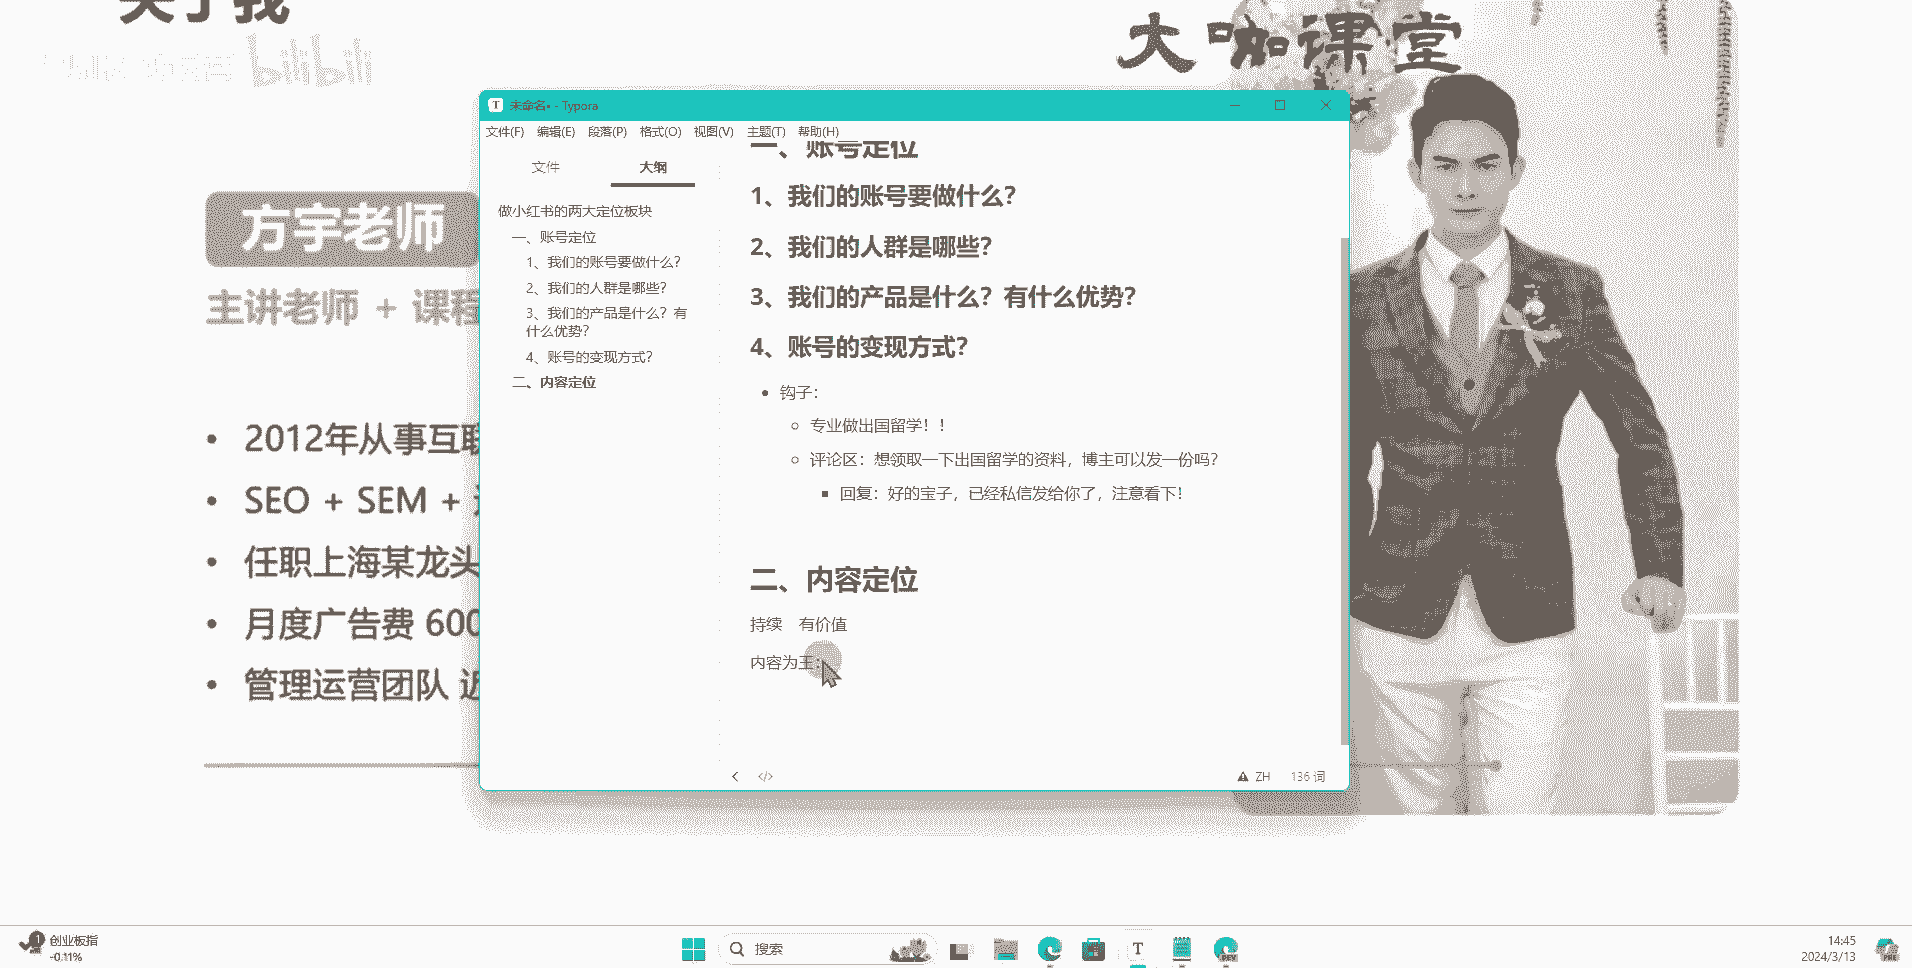 关于我
bilibili
大咖课堂
方宇老师
主讲老师 + 课程
2012年从事互联
SEO + SEM +
任职上海某龙头
月度广告费 600
管理运营团队 近
未命名• - Typora
文件(F) 编辑(E) 段落(P) 格式(O) 视图(V) 主题(T) 帮助(H)
文件 大纲
做小红书的两大定位板块
一、账号定位
1、我们的账号要做什么？
2、我们的人群是哪些？
3、我们的产品是什么？有
什么优势？
4、账号的变现方式？
二、内容定位
一、账号定位
1、我们的账号要做什么？
2、我们的人群是哪些？
3、我们的产品是什么？有什么优势？
4、账号的变现方式？
钩子：
专业做出国留学！！
评论区：想领取一下出国留学的资料，博主可以发一份吗？
回复：好的宝子，已经私信发给你了，注意看下！
二、内容定位
持续 有价值
内容为王：
ZH 136 词
1
创业板指
-0.11%
搜索
T
DEV
14:45
2024/3/13
PRE